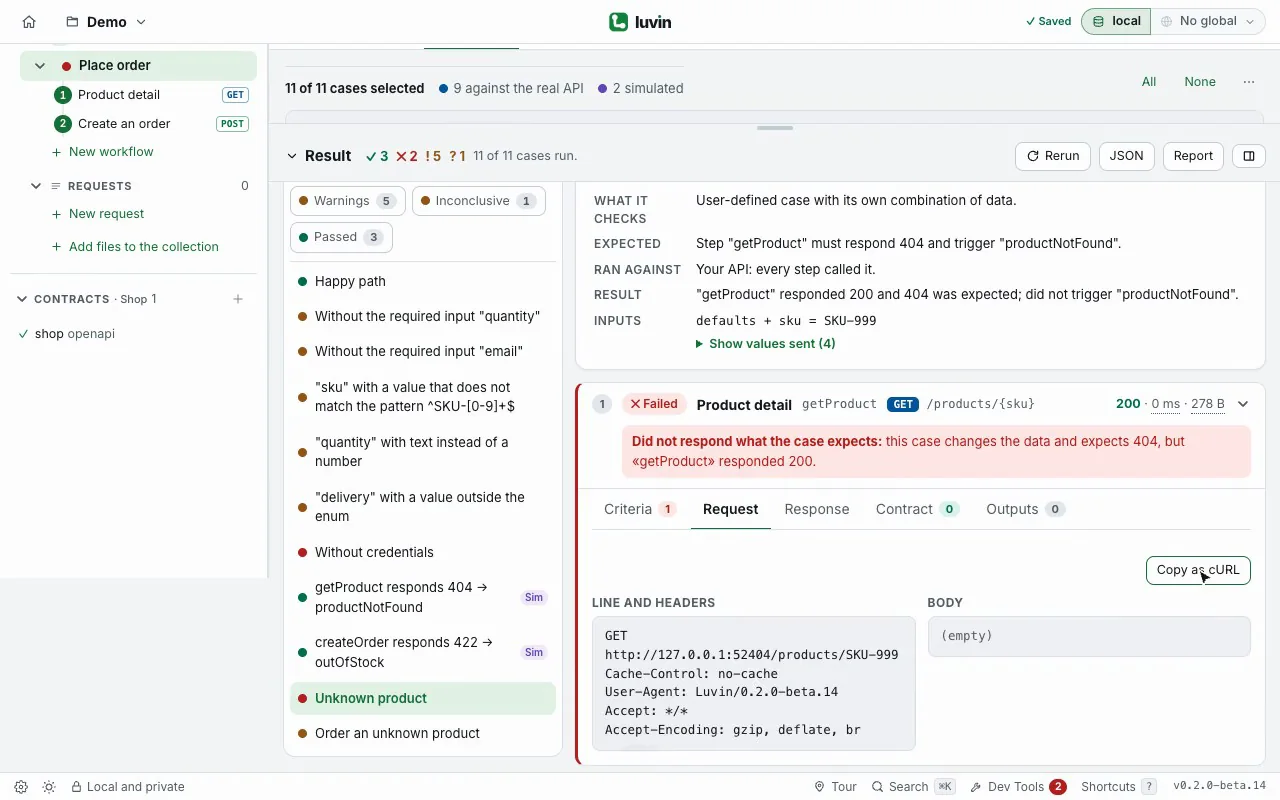 Demo
luvin
Saved
local
No global
Place order
1 Product detail GET
2 Create an order POST
+ New workflow
REQUESTS 0
+ New request
+ Add files to the collection
CONTRACTS · Shop 1 +
shop openapi
11 of 11 cases selected
9 against the real API
2 simulated
All
None
···
Result
3
2
! 5
? 1
11 of 11 cases run.
Rerun
JSON
Report
Warnings 5
Inconclusive 1
Passed 3
Happy path
Without the required input "quantity"
Without the required input "email"
"sku" with a value that does not
match the pattern ^SKU-[0-9]+$
"quantity" with text instead of a
number
"delivery" with a value outside the
enum
Without credentials
getProduct responds 404 →
productNotFound
Sim
createOrder responds 422 →
outOfStock
Sim
Unknown product
Order an unknown product
WHAT IT
CHECKS
User-defined case with its own combination of data.
EXPECTED
Step "getProduct" must respond 404 and trigger "productNotFound".
RAN AGAINST
Your API: every step called it.
RESULT
"getProduct" responded 200 and 404 was expected; did not trigger "productNotFound".
INPUTS
defaults + sku = SKU-999
Show values sent (4)
1
Failed
Product detail
getProduct
GET
/products/{sku}
200 · 0 ms · 278 B
Did not respond what the case expects: this case changes the data and expects 404, but
«getProduct» responded 200.
Criteria 1
Request
Response
Contract 0
Outputs 0
Copy as cURL
LINE AND HEADERS
GET
http://127.0.0.1:52404/products/SKU-999
Cache-Control: no-cache
User-Agent: Luvin/0.2.0-beta.14
Accept: */*
Accept-Encoding: gzip, deflate, br
BODY
(empty)
Local and private
Tour
Search ⌘K
Dev Tools 2
Shortcuts ?
v0.2.0-beta.14